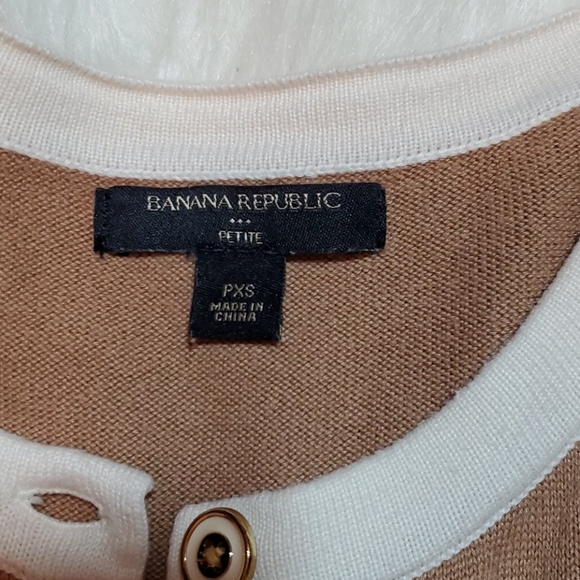 BANANA REPUBLIC
PETITE
PXS
MADE IN
CHINA